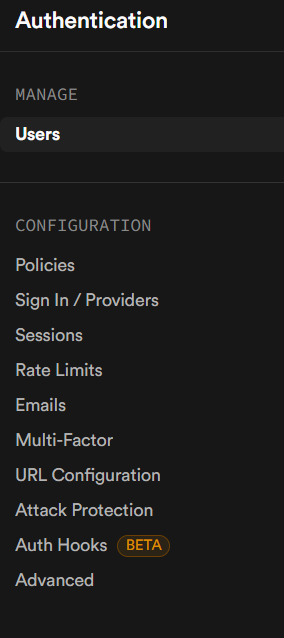 Authentication
MANAGE
Users
CONFIGURATION
Policies
Sign In / Providers
Sessions
Rate Limits
Emails
Multi-Factor
URL Configuration
Attack Protection
Auth Hooks BETA
Advanced